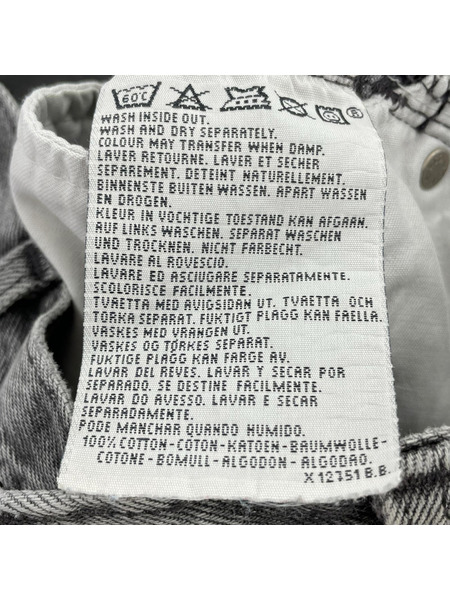 60°C
WASH INSIDE OUT.
WASH AND DRY SEPARATELY.
COLOUR MAY TRANSFER WHEN DAMP.
LAVER RETOURNE. LAVER ET SECHER
SEPAREMENT. DETEINT NATURELLEMENT.
BINNENSTE BUITEN WASSEN. APART WASSEN
EN DROGEN.
KLEUR IN VOCHTIGE TOESTAND KAN AFGAAN.
AUF LINKS WASCHEN. SEPARAT WASCHEN
UND TROCKNEN. NICHT FARBECHT.
LAVARE AL ROVESCIO.
LAVARE ED ASCIUGARE SEPARATAMENTE.
SCOLORISCE FACILMENTE.
TVAETTA MED AVIGSIDAN UT. TVAETTA OCH
TORKA SEPARAT. FUKTIGT PLAGG KAN FAELLA.
VASKES MED VRANGEN UT.
VASKES OG TØRKES SEPARAT.
FUKTIGE PLAGG KAN FARGE AV.
LAVAR DEL REVES. LAVAR Y SECAR POR
SEPARADO. SE DESTINE FACILMENTE.
LAVAR DO AVESSO. LAVAR E SECAR
SEPARADAMENTE.
PODE MANCHAR QUANDO HUMIDO.
100% COTTON-COTON-KATOEN-BAUMWOLLE-
COTONE-BOMULL-ALGODON-ALGODAO.
X 12751 B.B.